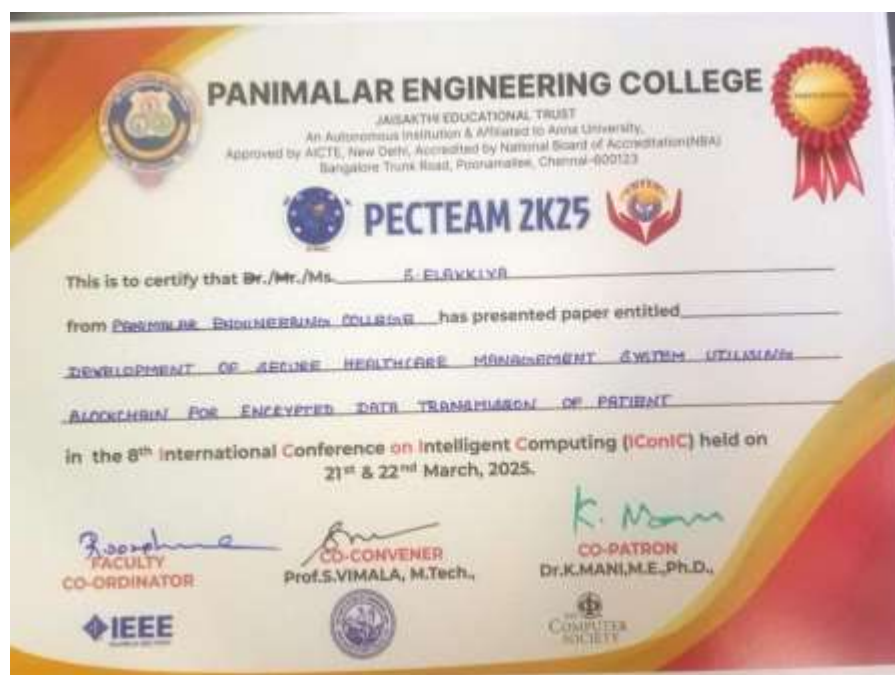 PANIMALAR ENGINEERING COLLEGE
JAISAKTHI EDUCATIONAL TRUST
An Autonomous Institution & Affiliated to Anna University,
Approved by AICTE, New Delhi, Accredited by National Board of Accreditation(NBA)
Bangalore Trunk Road, Poonamallee, Chennai-600123
PECTEAM 2K25
This is to certify that Dr./Mr./Ms. S ELAKKIYA
from PANIMALAR ENGINEERING COLLEGE has presented paper entitled
DEVELOPMENT OF SECURE HEALTHCARE MANAGEMENT SYSTEM UTILISING
BLOCKCHAIN FOR ENCRYPTED DATA TRANSMISSION OF PATIENT
in the 8th International Conference on Intelligent Computing (IConIC) held on
21st & 22nd March, 2025.
K. Mani
FACULTY
CO-ORDINATOR
CO-CONVENER
Prof.S.VIMALA, M.Tech.,
CO-PATRON
Dr.K.MANI,M.E.,Ph.D.,
IEEE
COMPUTER
SOCIETY